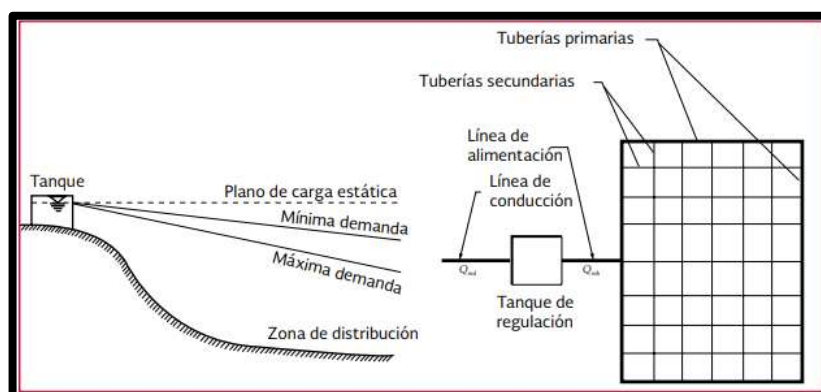 Tanque
Plano de carga estática
Mínima demanda
Máxima demanda
Zona de distribución
Tuberías primarias
Tuberías secundarias
Línea de
alimentación
Línea de
conducción
Tanque de
regulación